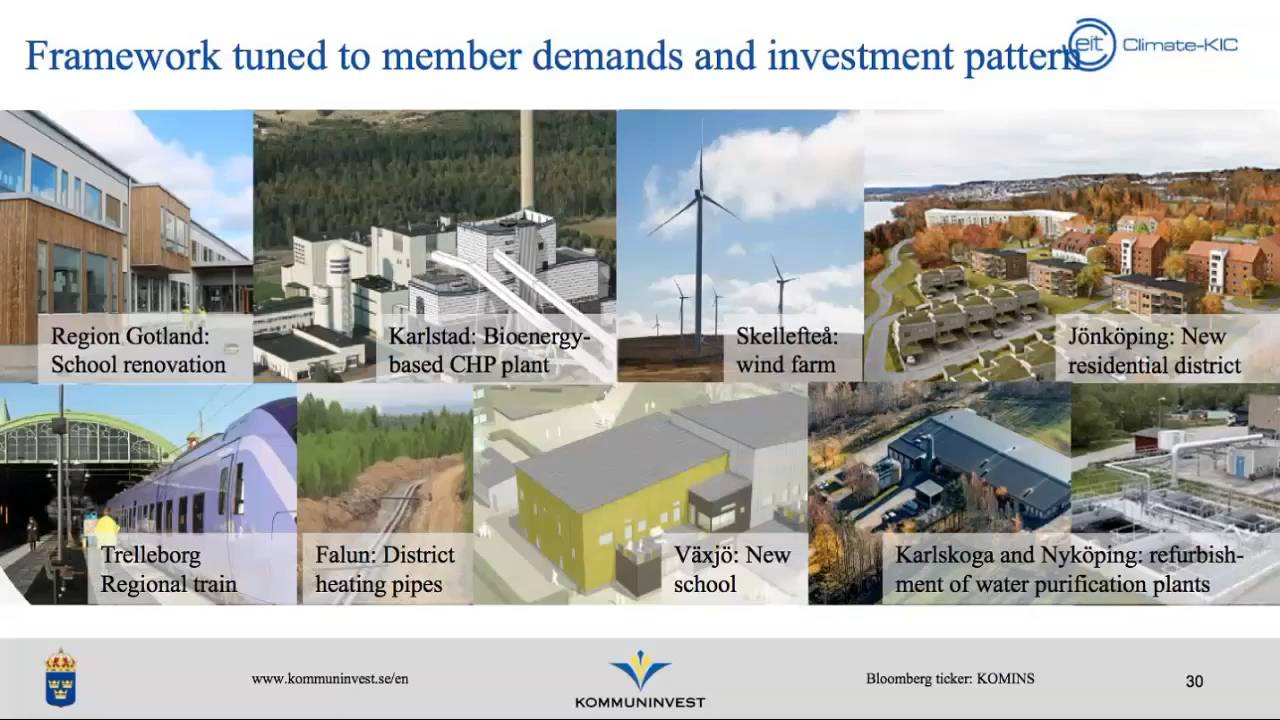 Framework tuned to member demands and investment pattern
eit Climate-KIC
Region Gotland:
School renovation
Karlstad: Bioenergy-
based CHP plant
Skellefteå:
wind farm
Jönköping: New
residential district
Trelleborg
Regional train
Falun: District
heating pipes
Växjö: New
school
Karlskoga and Nyköping: refurbish-
ment of water purification plants
www.kommuninvest.se/en
KOMMUNINVEST
Bloomberg ticker: KOMINS
30